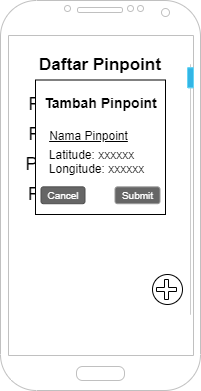 Daftar Pinpoint
Tambah Pinpoint
Nama Pinpoint
Latitude: xxxxxx
Longitude: xxxxxx
Cancel
Submit